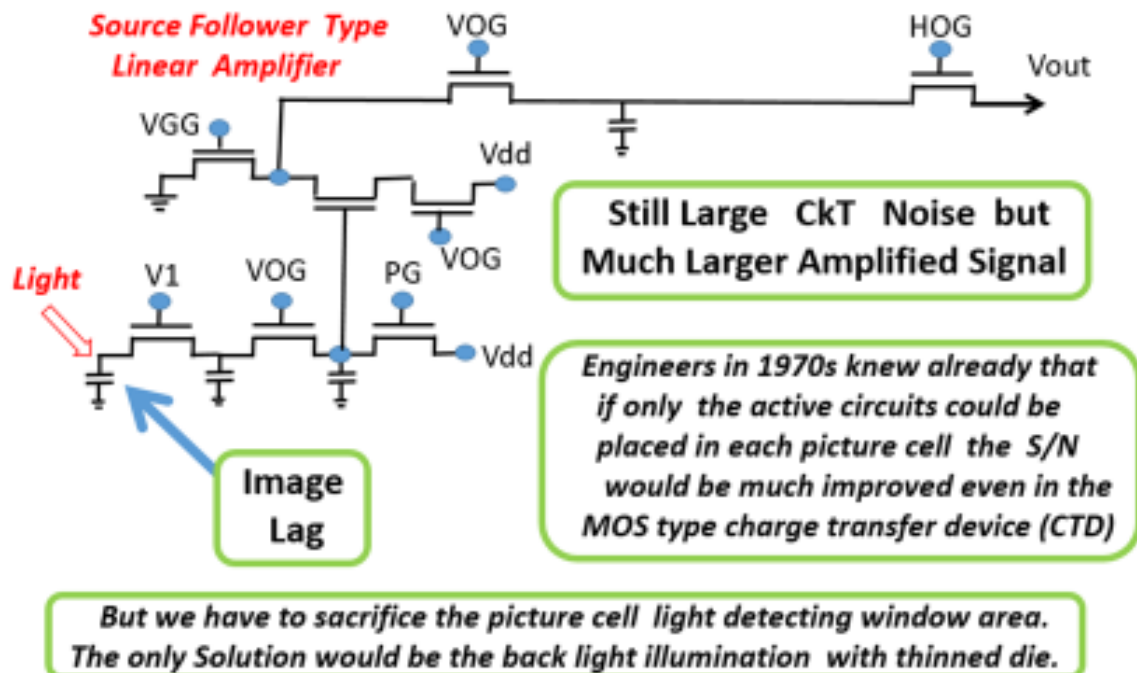 Source Follower Type
Linear Amplifier
VOG
HOG
Vout
VGG
Vdd
VOG
Still Large CkT Noise but
Much Larger Amplified Signal
Light
V1
VOG
PG
Vdd
Image
Lag
Engineers in 1970s knew already that
if only the active circuits could be
placed in each picture cell the S/N
would be much improved even in the
MOS type charge transfer device (CTD)
But we have to sacrifice the picture cell light detecting window area.
The only Solution would be the back light illumination with thinned die.